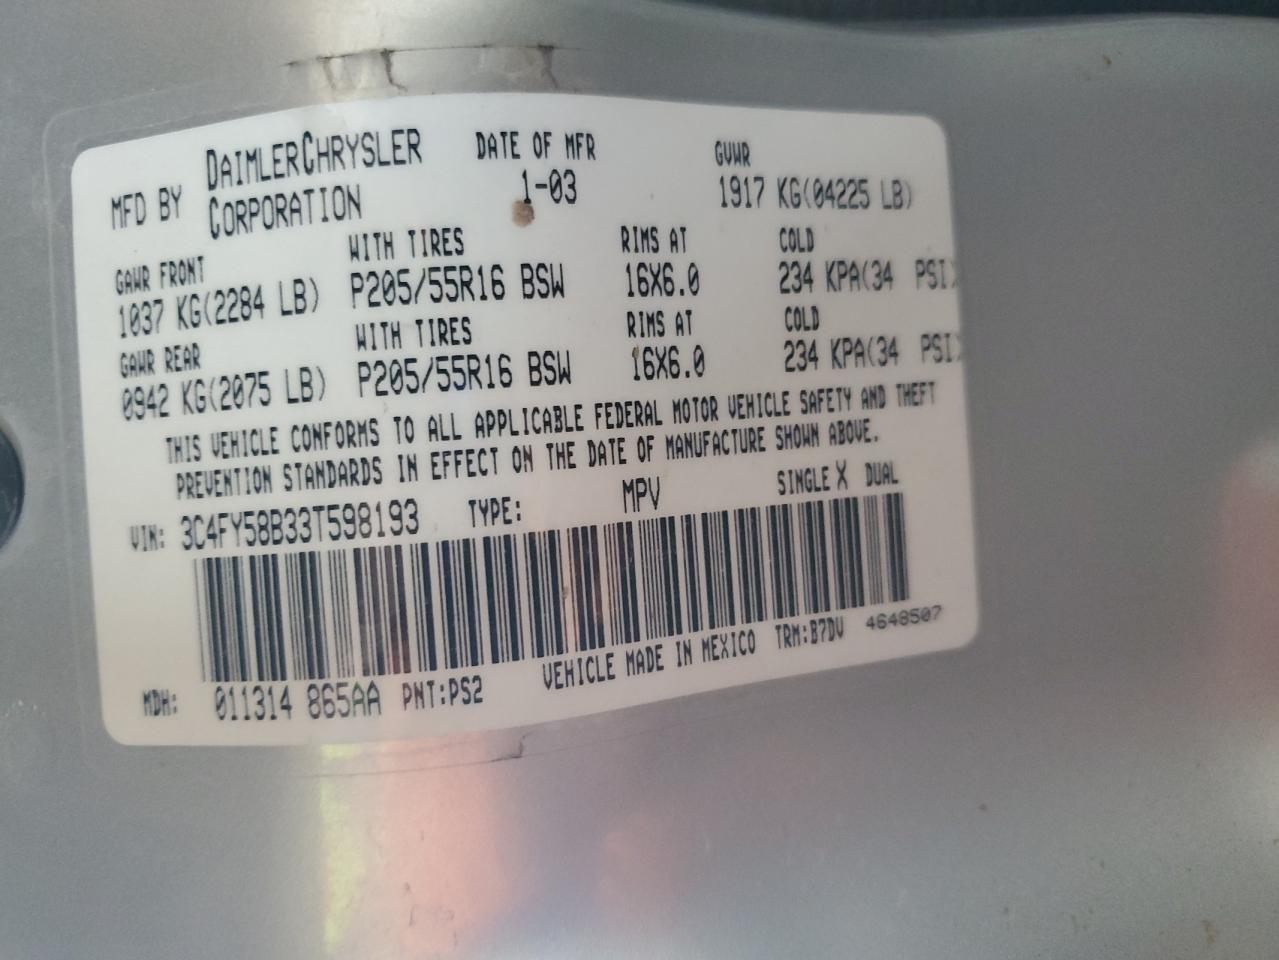 MFD BY DAIMLERCHRYSLER CORPORATION
DATE OF MFR 1-03
GVWR 1917 KG(04225 LB)
GAWR FRONT WITH TIRES RIMS AT COLD
1037 KG(2284 LB) P205/55R16 BSW 16X6.0 234 KPA(34 PSI)
GAWR REAR WITH TIRES RIMS AT COLD
0942 KG(2075 LB) P205/55R16 BSW 16X6.0 234 KPA(34 PSI)
THIS VEHICLE CONFORMS TO ALL APPLICABLE FEDERAL MOTOR VEHICLE SAFETY AND THEFT
PREVENTION STANDARDS IN EFFECT ON THE DATE OF MANUFACTURE SHOWN ABOVE.
VIN: 3C4FY58B33T598193 TYPE: MPV SINGLE X DUAL
MDH: 011314 865AA PNT:PS2 VEHICLE MADE IN MEXICO TRM:B7DV 4648507